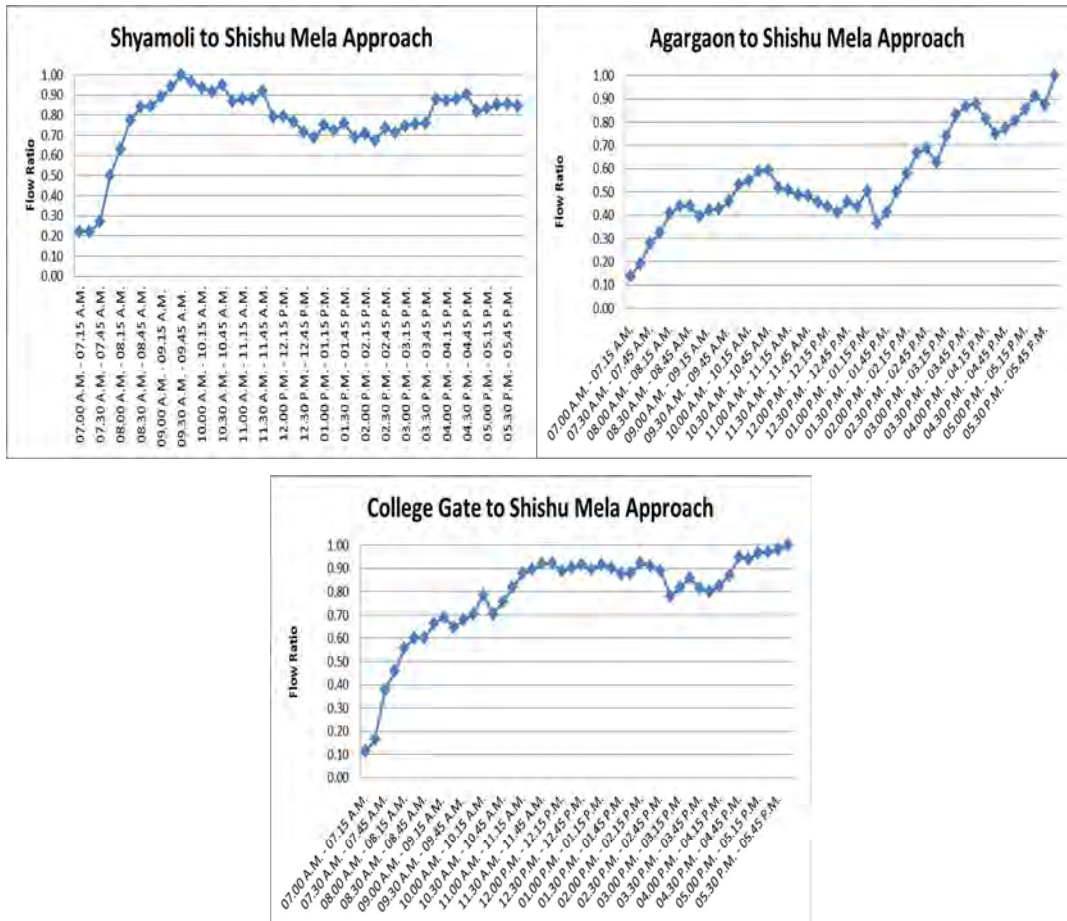 Shyamoli to Shishu Mela Approach
Flow Ratio
1.00
0.90
0.80
0.70
0.60
0.50
0.40
0.30
0.20
0.10
0.00
07.00 A.M. - 07.15 A.M.
07.30 A.M. - 07.45 A.M.
08.00 A.M. - 08.15 A.M.
08.30 A.M. - 08.45 A.M.
09.00 A.M. - 09.15 A.M.
09.30 A.M. - 09.45 A.M.
10.00 A.M. - 10.15 A.M.
10.30 A.M. - 10.45 A.M.
11.00 A.M. - 11.15 A.M.
11.30 A.M. - 11.45 A.M.
12.00 P.M. - 12.15 P.M.
12.30 P.M. - 12.45 P.M.
01.00 P.M. - 01.15 P.M.
01.30 P.M. - 01.45 P.M.
02.00 P.M. - 02.15 P.M.
02.30 P.M. - 02.45 P.M.
03.00 P.M. - 03.15 P.M.
03.30 P.M. - 03.45 P.M.
04.00 P.M. - 04.15 P.M.
04.30 P.M. - 04.45 P.M.
05.00 P.M. - 05.15 P.M.
05.30 P.M. - 05.45 P.M.
Agargaon to Shishu Mela Approach
Flow Ratio
1.00
0.90
0.80
0.70
0.60
0.50
0.40
0.30
0.20
0.10
0.00
07.00 A.M. - 07.15 A.M.
07.30 A.M. - 07.45 A.M.
08.00 A.M. - 08.15 A.M.
08.30 A.M. - 08.45 A.M.
09.00 A.M. - 09.15 A.M.
09.30 A.M. - 09.45 A.M.
10.00 A.M. - 10.15 A.M.
10.30 A.M. - 10.45 A.M.
11.00 A.M. - 11.15 A.M.
11.30 A.M. - 11.45 A.M.
12.00 P.M. - 12.15 P.M.
12.30 P.M. - 12.45 P.M.
01.00 P.M. - 01.15 P.M.
01.30 P.M. - 01.45 P.M.
02.00 P.M. - 02.15 P.M.
02.30 P.M. - 02.45 P.M.
03.00 P.M. - 03.15 P.M.
03.30 P.M. - 03.45 P.M.
04.00 P.M. - 04.15 P.M.
04.30 P.M. - 04.45 P.M.
05.00 P.M. - 05.15 P.M.
05.30 P.M. - 05.45 P.M.
College Gate to Shishu Mela Approach
Flow Ratio
1.00
0.90
0.80
0.70
0.60
0.50
0.40
0.30
0.20
0.10
0.00
07.00 A.M. - 07.15 A.M.
07.30 A.M. - 07.45 A.M.
08.00 A.M. - 08.15 A.M.
08.30 A.M. - 08.45 A.M.
09.00 A.M. - 09.15 A.M.
09.30 A.M. - 09.45 A.M.
10.00 A.M. - 10.15 A.M.
10.30 A.M. - 10.45 A.M.
11.00 A.M. - 11.15 A.M.
11.30 A.M. - 11.45 A.M.
12.00 P.M. - 12.15 P.M.
12.30 P.M. - 12.45 P.M.
01.00 P.M. - 01.15 P.M.
01.30 P.M. - 01.45 P.M.
02.00 P.M. - 02.15 P.M.
02.30 P.M. - 02.45 P.M.
03.00 P.M. - 03.15 P.M.
03.30 P.M. - 03.45 P.M.
04.00 P.M. - 04.15 P.M.
04.30 P.M. - 04.45 P.M.
05.00 P.M. - 05.15 P.M.
05.30 P.M. - 05.45 P.M.